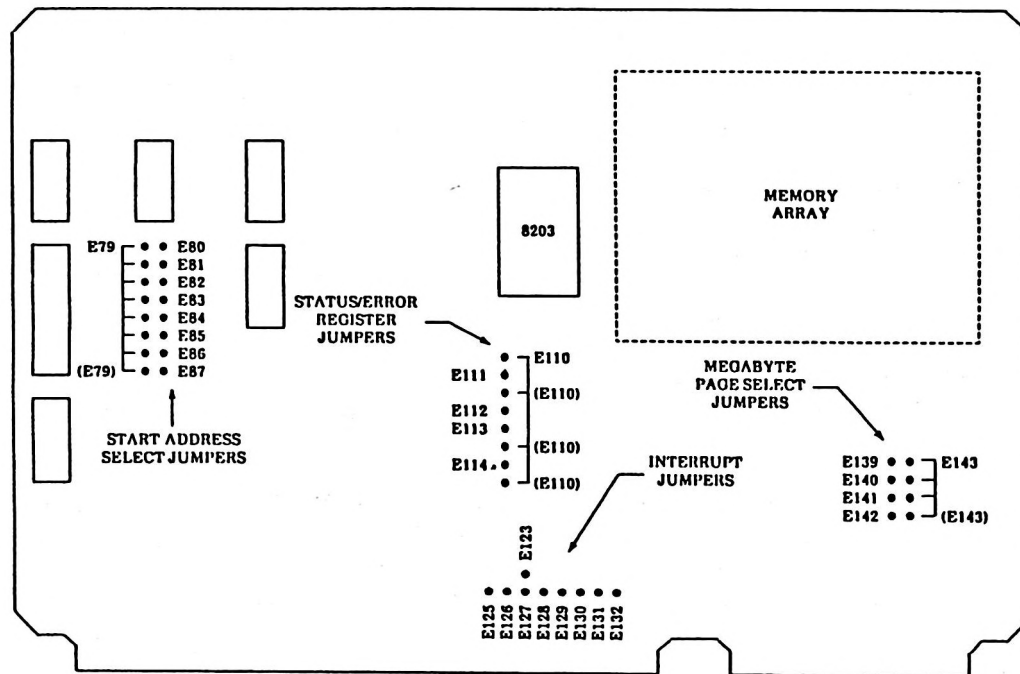 MEMORY
ARRAY
8203
E79 E80
E81
E82
E83
E84
E85
E86
(E79) E87
START ADDRESS
SELECT JUMPERS
STATUS/ERROR
REGISTER
JUMPERS
E110
E111
(E110)
E112
E113
(E110)
E114
(E110)
MEGABYTE
PAGE SELECT
JUMPERS
E139 E143
E140
E141
E142 (E143)
INTERRUPT
JUMPERS
E123
E125
E126
E127
E128
E129
E130
E131
E132